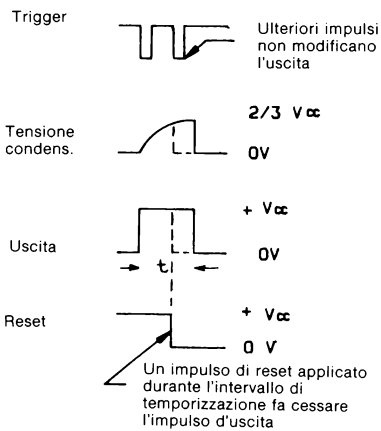 Trigger
Ulteriori impulsi
non modificano
l'uscita
2/3 Vcc
Tensione
condens.
0V
+ Vcc
Uscita
0V
t
Reset
+ Vcc
0 V
Un impulso di reset applicato
durante l'intervallo di
temporizzazione fa cessare
l'impulso d'uscita